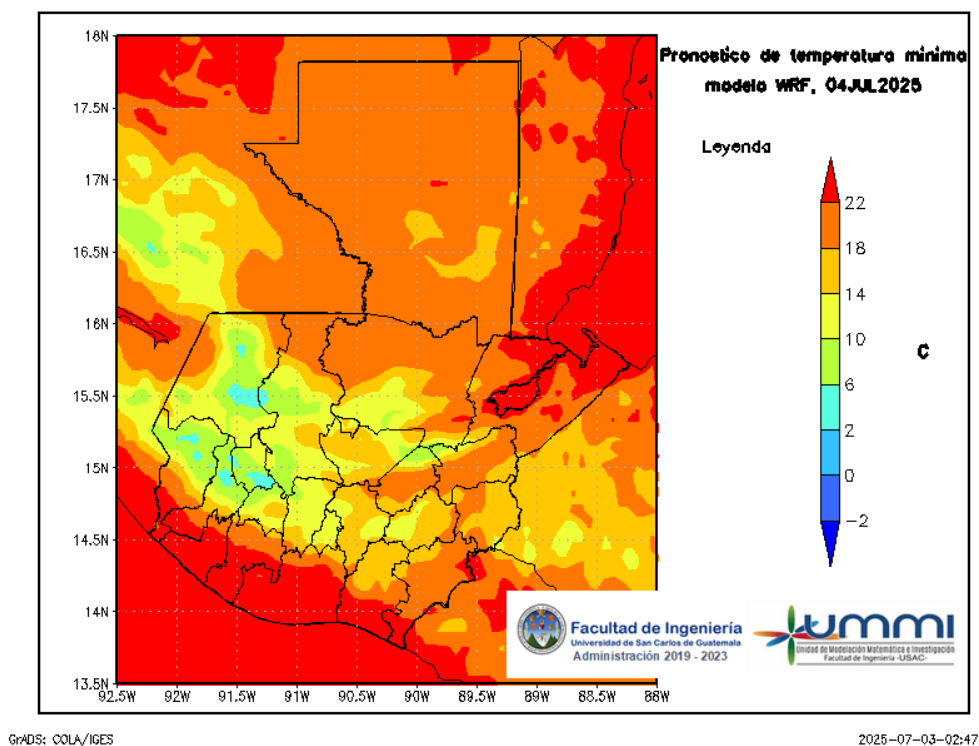 Pronostico de temperatura minima
modelo WRF, 04JUL2025
Leyenda
22
18
14
10
6
2
0
-2
C
18N
17.5N
17N
16.5N
16N
15.5N
15N
14.5N
14N
13.5N
92.5W
92W
91.5W
91W
90.5W
90W
89.5W
89W
88.5W
88W
Facultad de Ingeniería
Universidad de San Carlos de Guatemala
Administración 2019 - 2023
ummi
Unidad de Modelación Matemática e Investigación
Facultad de Ingeniería -USAC-
GrADS: COLA/IGES
2025-07-03-02:47